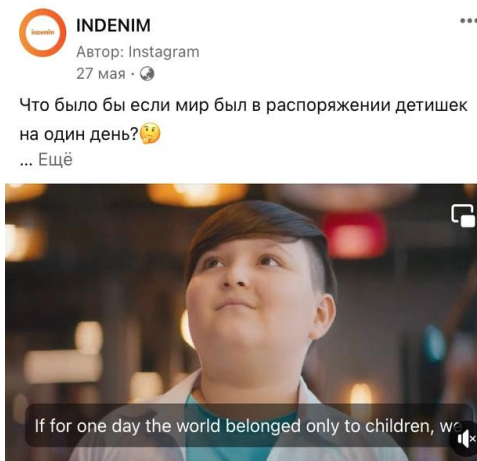 indenim
INDENIM
Автор: Instagram
27 мая ·
Что было бы если мир был в распоряжении детишек
на один день?🤔
... Ещё
If for one day the world belonged only to children, we